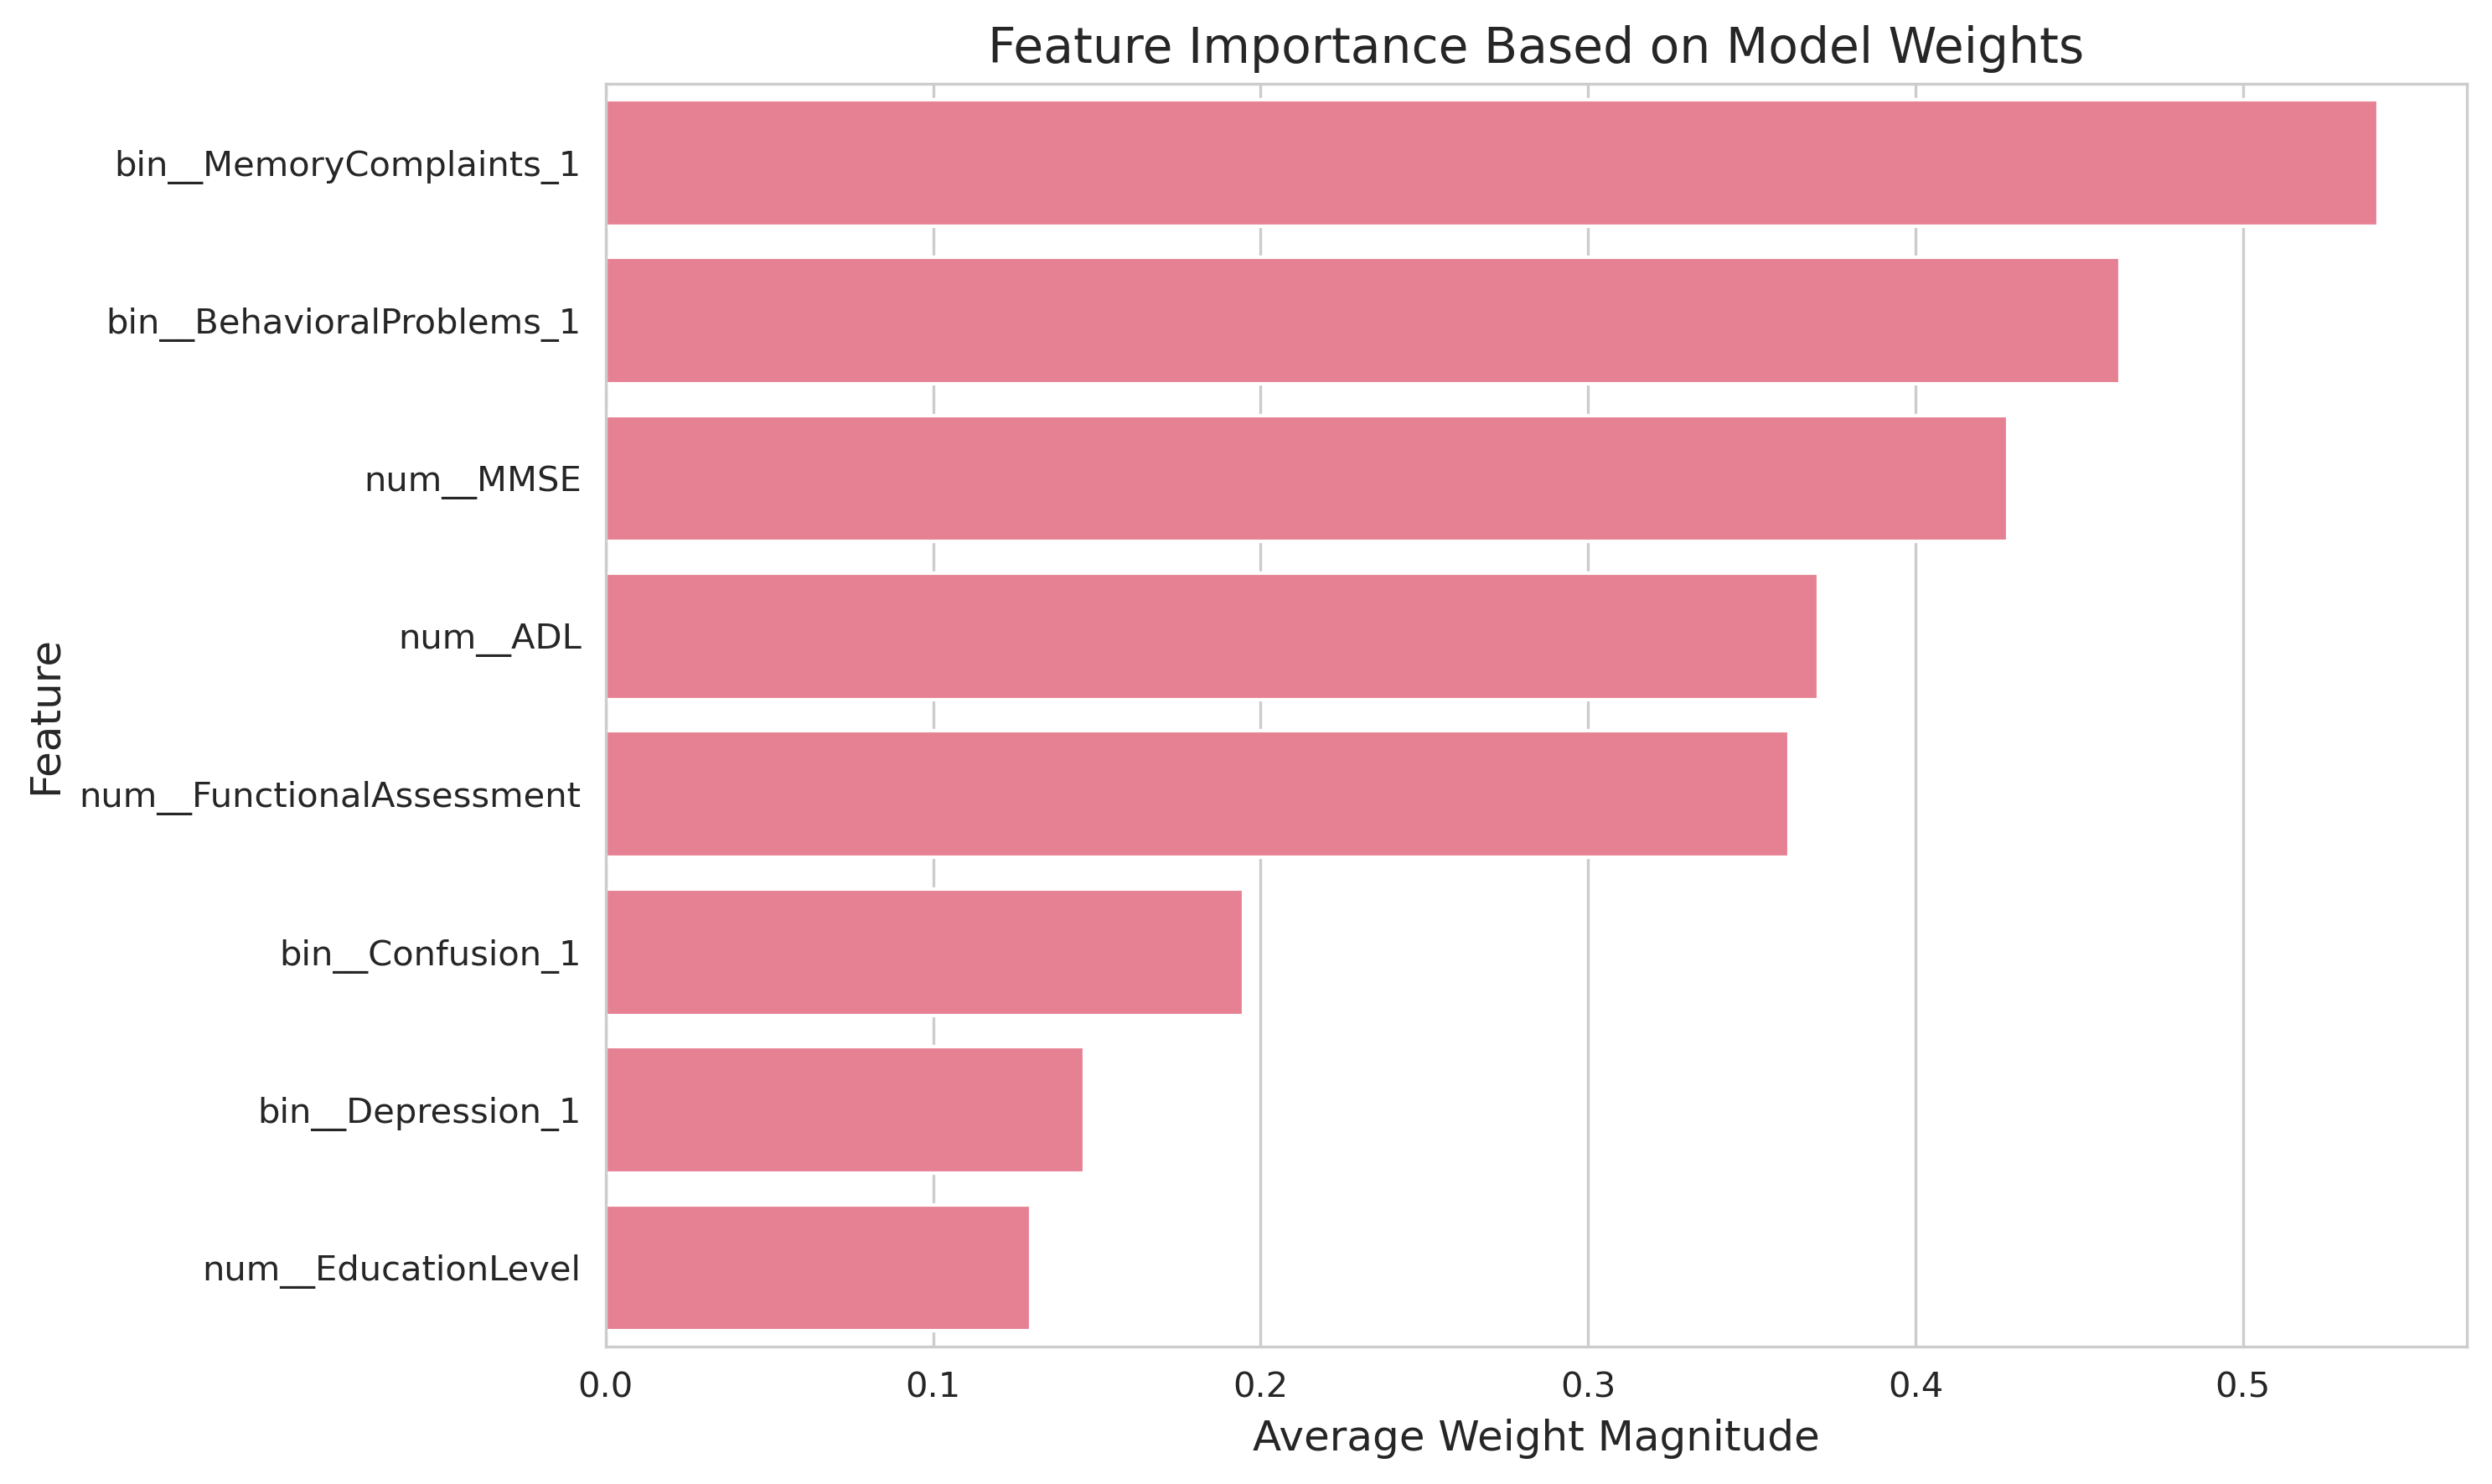 Feature Importance Based on Model Weights
Feature
bin__MemoryComplaints_1
bin__BehavioralProblems_1
num__MMSE
num__ADL
num__FunctionalAssessment
bin__Confusion_1
bin__Depression_1
num__EducationLevel
0.0 0.1 0.2 0.3 0.4 0.5
Average Weight Magnitude